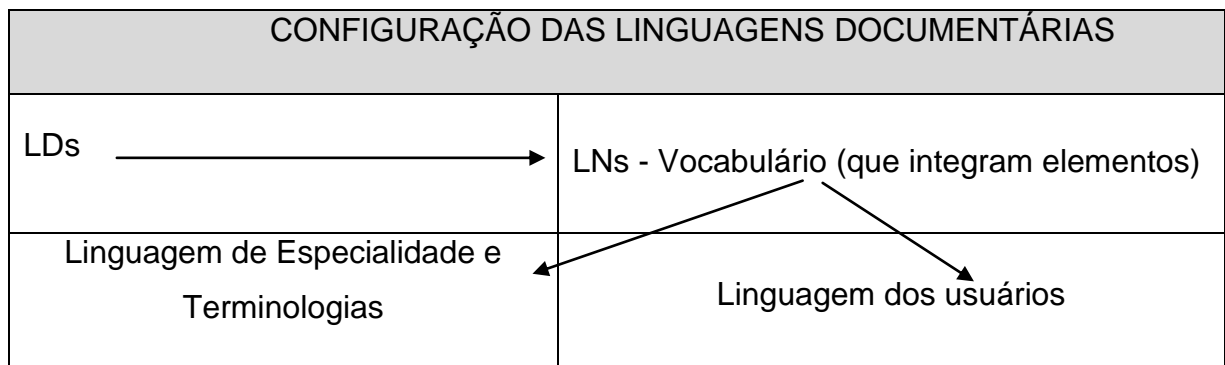 CONFIGURAÇÃO DAS LINGUAGENS DOCUMENTÁRIAS
LDs
LNs - Vocabulário (que integram elementos)
Linguagem de Especialidade e
Terminologias
Linguagem dos usuários